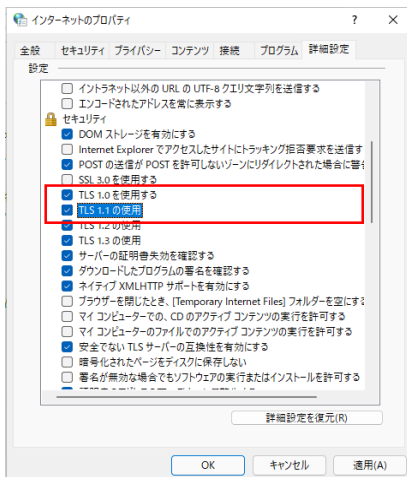 インターネットのプロパティ
?
×
全般 セキュリティ プライバシー コンテンツ 接続 プログラム 詳細設定
設定
イントラネット以外の URL の UTF-8 クエリ文字列を送信する
エンコードされたアドレスを常に表示する
セキュリティ
DOM ストレージを有効にする
Internet Explorer でアクセスしたサイトにトラッキング拒否要求を送信す
POST の送信が POST を許可しないゾーンにリダイレクトされた場合に警
SSL 3.0 を使用する
TLS 1.0 を使用する
TLS 1.1 の使用
TLS 1.2 の使用
TLS 1.3 の使用
サーバーの証明書失効を確認する
ダウンロードしたプログラムの署名を確認する
ネイティブ XMLHTTP サポートを有効にする
ブラウザーを閉じたとき、[Temporary Internet Files] フォルダーを空にす
マイ コンピューターでの、CD のアクティブ コンテンツの実行を許可する
マイ コンピューターのファイルでのアクティブ コンテンツの実行を許可する
安全でない TLS サーバーの互換性を有効にする
暗号化されたページをディスクに保存しない
署名が無効な場合でもソフトウェアの実行またはインストールを許可する
詳細設定を復元(R)
OK キャンセル 適用(A)